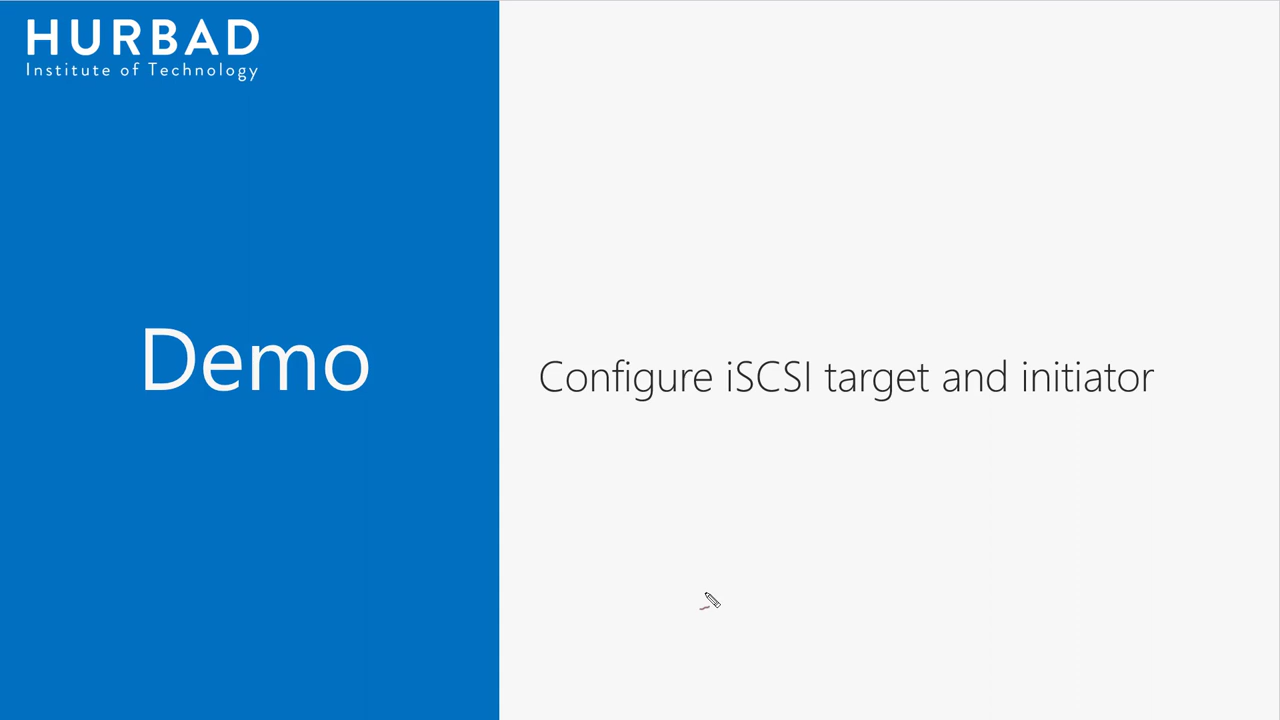 HURBAD
Institute of Technology
Demo
Configure iSCSI target and initiator